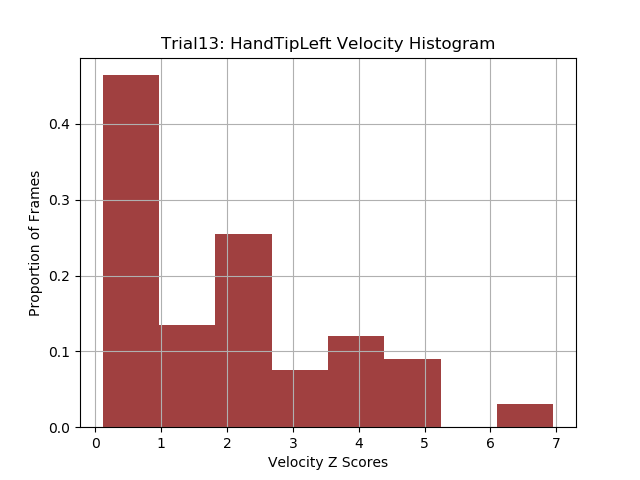 Trial13: HandTipLeft Velocity Histogram
Proportion of Frames
0.4
0.3
0.2
0.1
0.0
0 1 2 3 4 5 6 7
Velocity Z Scores